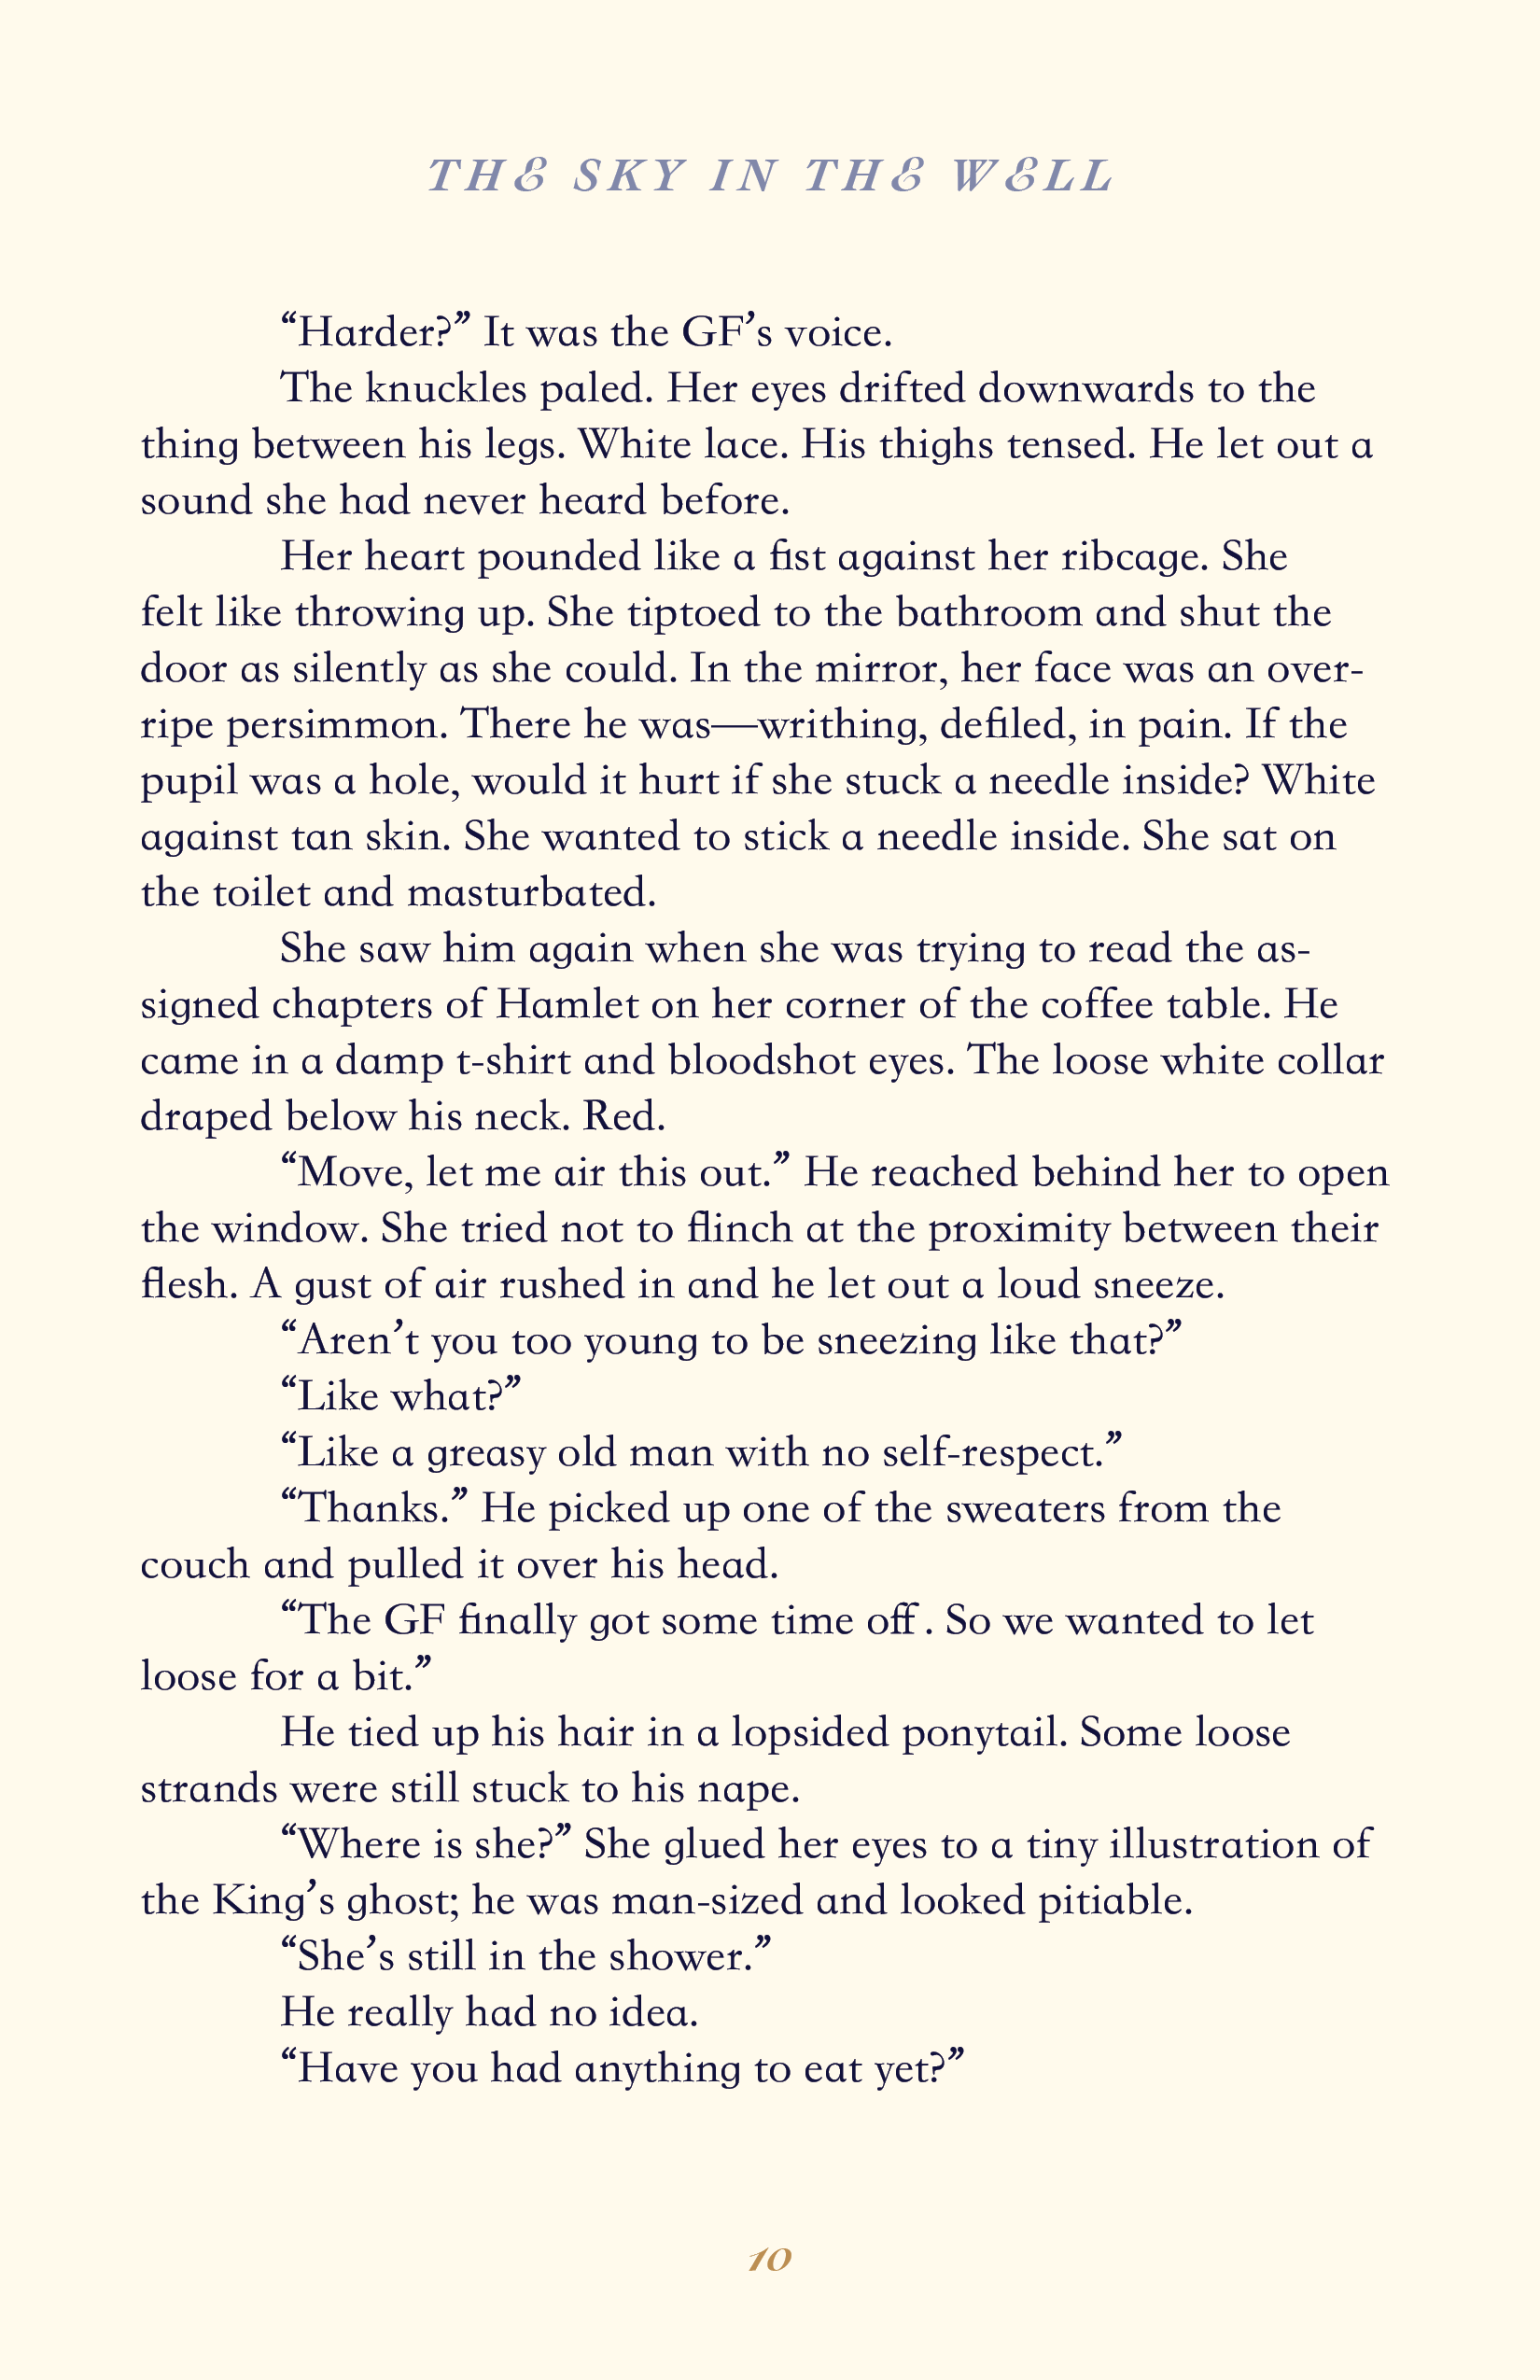 THE SKY IN THE WELL
“Harder?” It was the GF’s voice.
The knuckles paled. Her eyes drifted downwards to the
thing between his legs. White lace. His thighs tensed. He let out a
sound she had never heard before.
Her heart pounded like a fist against her ribcage. She
felt like throwing up. She tiptoed to the bathroom and shut the
door as silently as she could. In the mirror, her face was an over-
ripe persimmon. There he was—writhing, defiled, in pain. If the
pupil was a hole, would it hurt if she stuck a needle inside? White
against tan skin. She wanted to stick a needle inside. She sat on
the toilet and masturbated.
She saw him again when she was trying to read the as-
signed chapters of Hamlet on her corner of the coffee table. He
came in a damp t-shirt and bloodshot eyes. The loose white collar
draped below his neck. Red.
“Move, let me air this out.” He reached behind her to open
the window. She tried not to flinch at the proximity between their
flesh. A gust of air rushed in and he let out a loud sneeze.
“Aren’t you too young to be sneezing like that?”
“Like what?”
“Like a greasy old man with no self-respect.”
“Thanks.” He picked up one of the sweaters from the
couch and pulled it over his head.
“The GF finally got some time off . So we wanted to let
loose for a bit.”
He tied up his hair in a lopsided ponytail. Some loose
strands were still stuck to his nape.
“Where is she?” She glued her eyes to a tiny illustration of
the King’s ghost; he was man-sized and looked pitiable.
“She’s still in the shower.”
He really had no idea.
“Have you had anything to eat yet?”
10